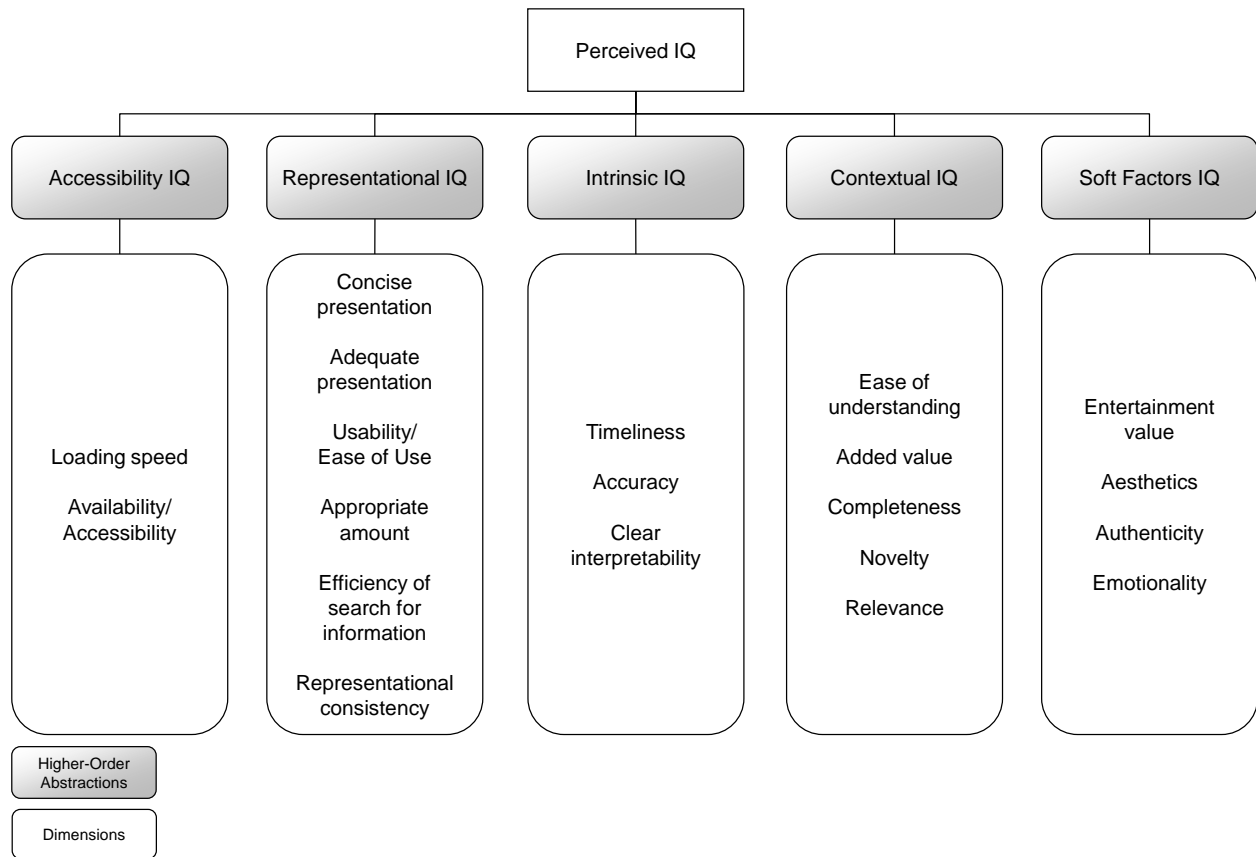 Perceived IQ
Accessibility IQ
Representational IQ
Intrinsic IQ
Contextual IQ
Soft Factors IQ
Loading speed
Availability/
Accessibility
Concise
presentation
Adequate
presentation
Usability/
Ease of Use
Appropriate
amount
Efficiency of
search for
information
Representational
consistency
Timeliness
Accuracy
Clear
interpretability
Ease of
understanding
Added value
Completeness
Novelty
Relevance
Entertainment
value
Aesthetics
Authenticity
Emotionality
Higher-Order
Abstractions
Dimensions